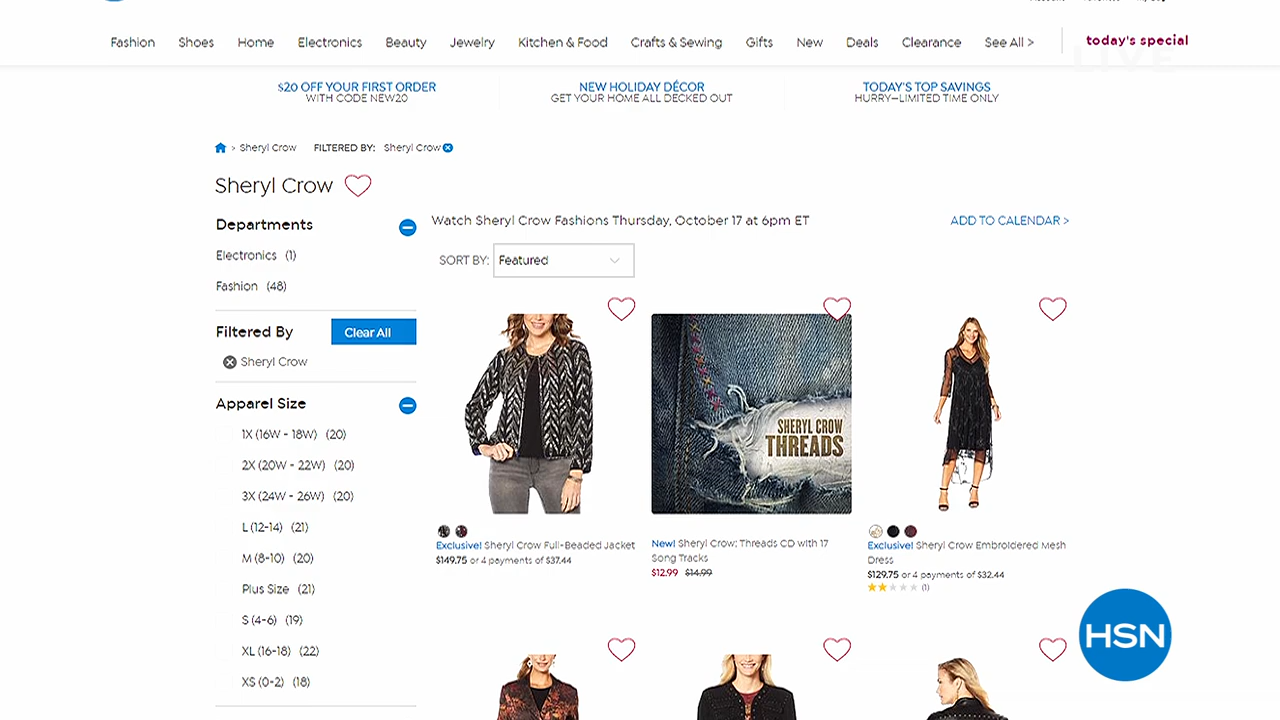 Fashion Shoes Home Electronics Beauty Jewelry Kitchen & Food Crafts & Sewing Gifts New Deals Clearance See All > today's special
LIVE
$20 OFF YOUR FIRST ORDER
WITH CODE NEW20
NEW HOLIDAY DÉCOR
GET YOUR HOME ALL DECKED OUT
TODAY'S TOP SAVINGS
HURRY—LIMITED TIME ONLY
> Sheryl Crow FILTERED BY: Sheryl Crow
Sheryl Crow
Departments
Electronics (1)
Fashion (48)
Filtered By Clear All
Sheryl Crow
Apparel Size
1X (16W - 18W) (20)
2X (20W - 22W) (20)
3X (24W - 26W) (20)
L (12-14) (21)
M (8-10) (20)
Plus Size (21)
S (4-6) (19)
XL (16-18) (22)
XS (0-2) (18)
Watch Sheryl Crow Fashions Thursday, October 17 at 6pm ET
ADD TO CALENDAR >
SORT BY: Featured
SHERYL CROW
THREADS
Exclusive! Sheryl Crow Full-Beaded Jacket
$149.75 or 4 payments of $37.44
New! Sheryl Crow: Threads CD with 17
Song Tracks
$12.99 $14.99
Exclusive! Sheryl Crow Embroidered Mesh
Dress
$129.75 or 4 payments of $32.44
(1)
HSN